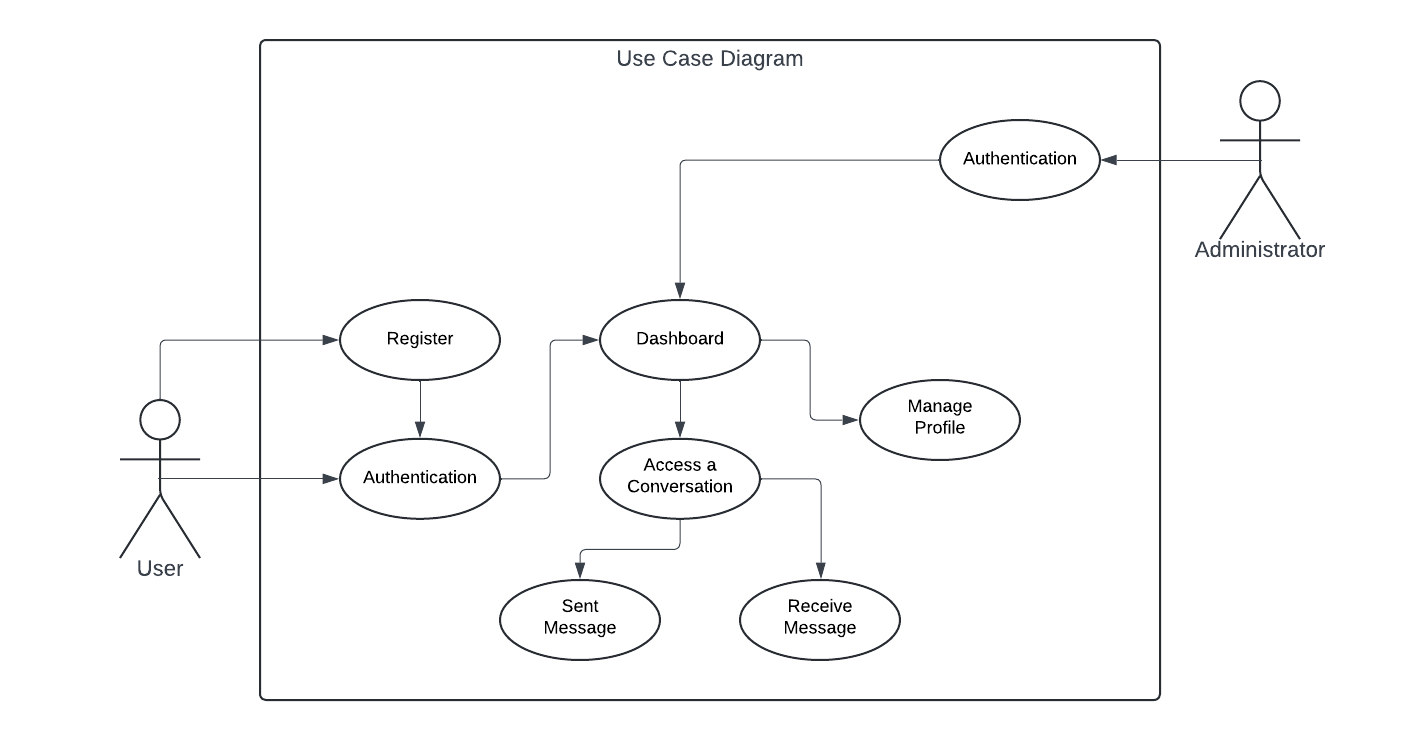 Use Case Diagram
Authentication
Administrator
Register
Dashboard
Manage
Profile
Authentication
Access a
Conversation
User
Sent
Message
Receive
Message